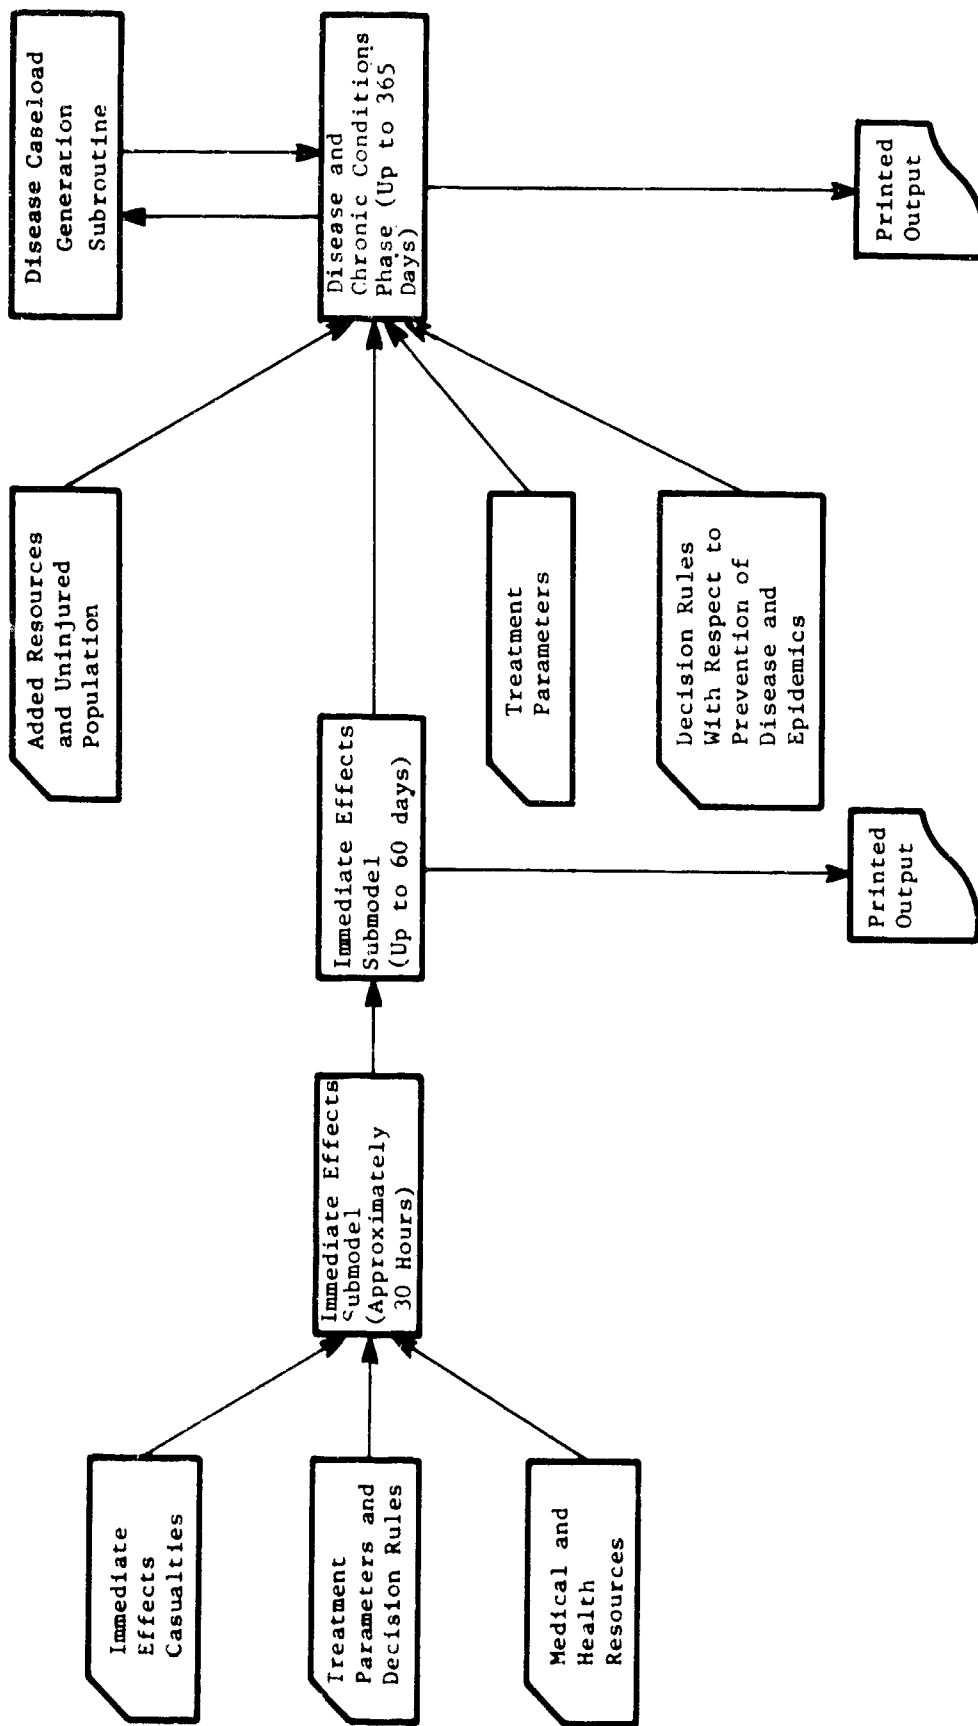 Immediate
Effects
Casualties
Treatment
Parameters and
Decision Rules
Medical and
Health
Resources
Immediate Effects
Submodel
(Approximately
30 Hours)
Immediate Effects
Submodel
(Up to 60 days)
Printed
Output
Added Resources
and Uninjured
Population
Treatment
Parameters
Decision Rules
With Respect to
Prevention of
Disease and
Epidemics
Disease Caseload
Generation
Subroutine
Disease and
Chronic Conditions
Phase (Up to 365
Days)
Printed
Output